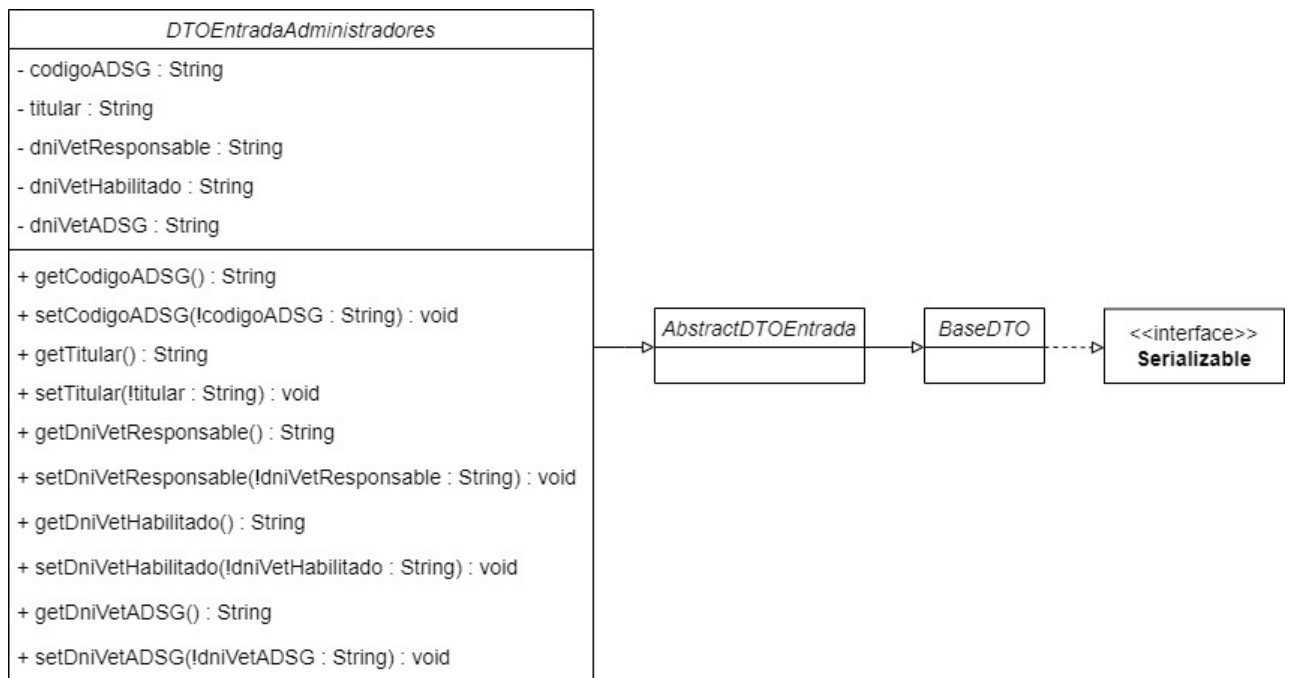 DTOEntradaAdministradores
- codigoADSG : String
- titular : String
- dniVetResponsable : String
- dniVetHabilitado : String
- dniVetADSG : String
+ getCodigoADSG() : String
+ setCodigoADSG(!codigoADSG : String) : void
+ getTitular() : String
+ setTitular(!titular : String) : void
+ getDniVetResponsable() : String
+ setDniVetResponsable(!dniVetResponsable : String) : void
+ getDniVetHabilitado() : String
+ setDniVetHabilitado(!dniVetHabilitado : String) : void
+ getDniVetADSG() : String
+ setDniVetADSG(!dniVetADSG : String) : void
AbstractDTOEntrada
BaseDTO
<<interface>>
Serializable